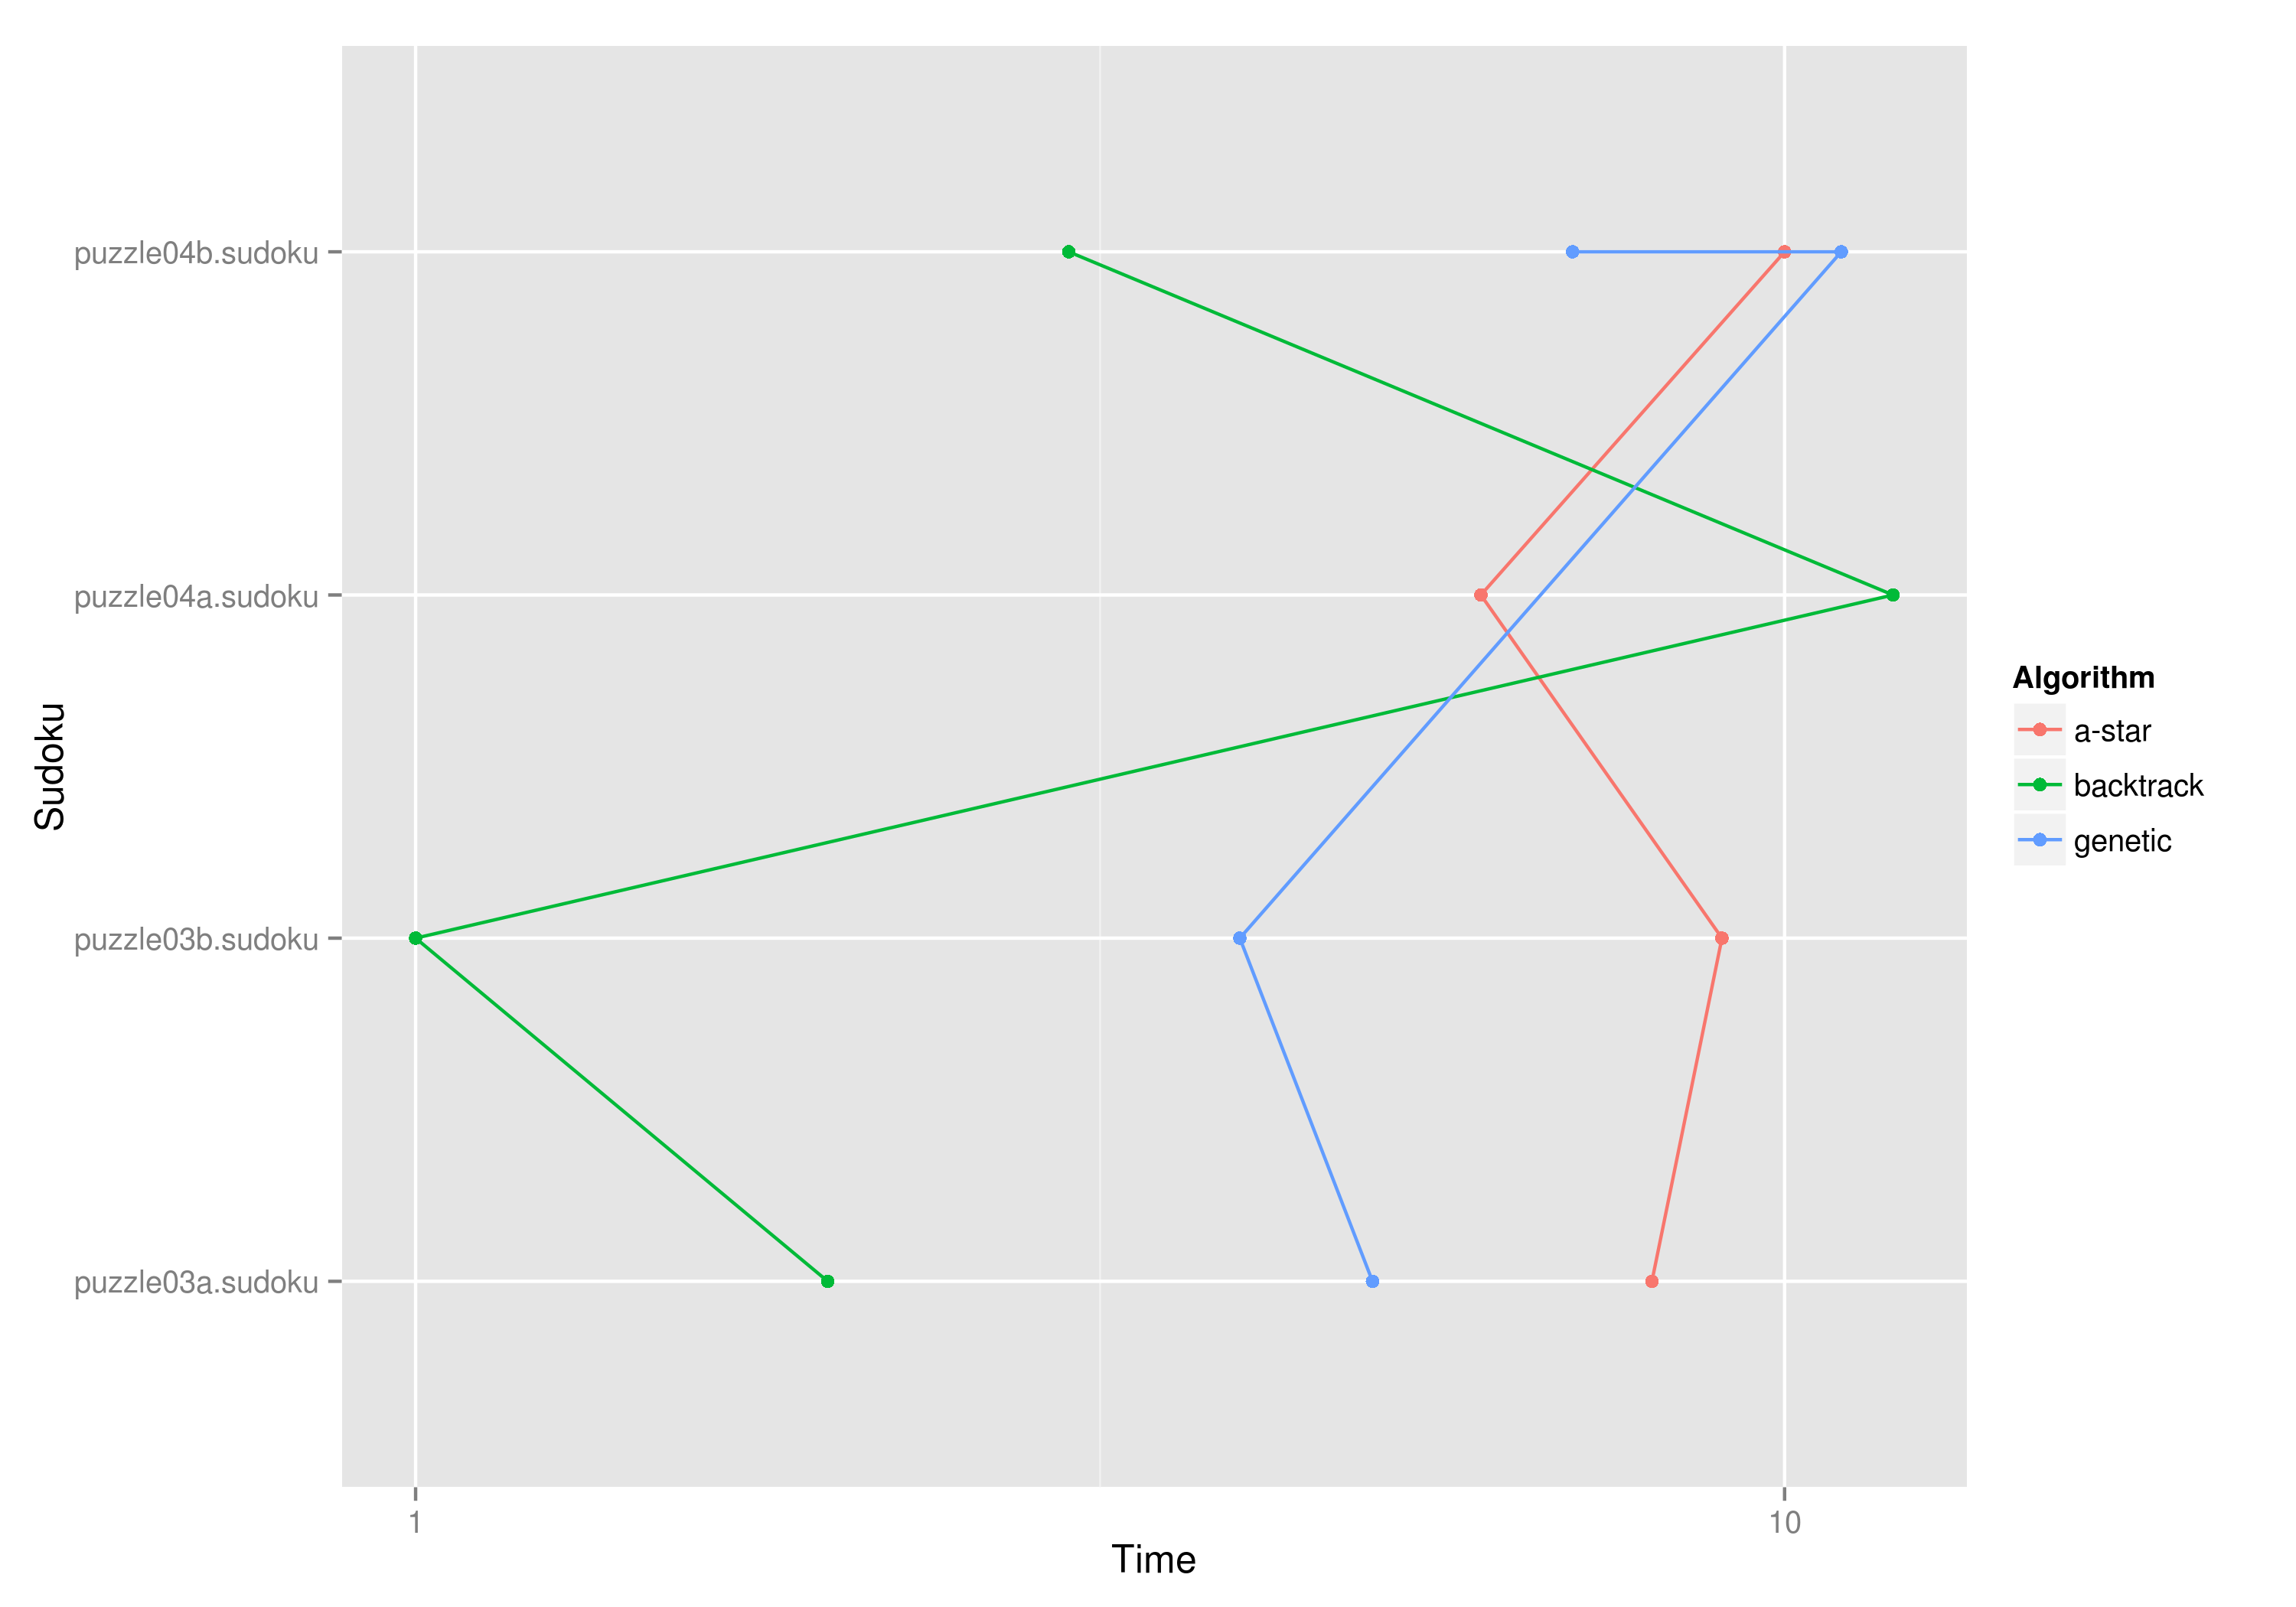 puzzle04b.sudoku
puzzle04a.sudoku
puzzle03b.sudoku
puzzle03a.sudoku
Sudoku
1
10
Time
Algorithm
a-star
backtrack
genetic